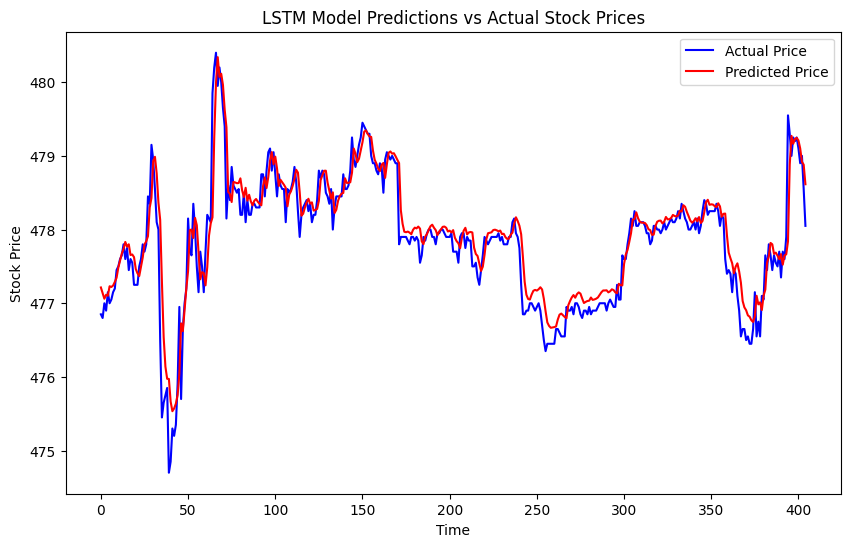 LSTM Model Predictions vs Actual Stock Prices
Actual Price
Predicted Price
Stock Price
480
479
478
477
476
475
0 50 100 150 200 250 300 350 400
Time